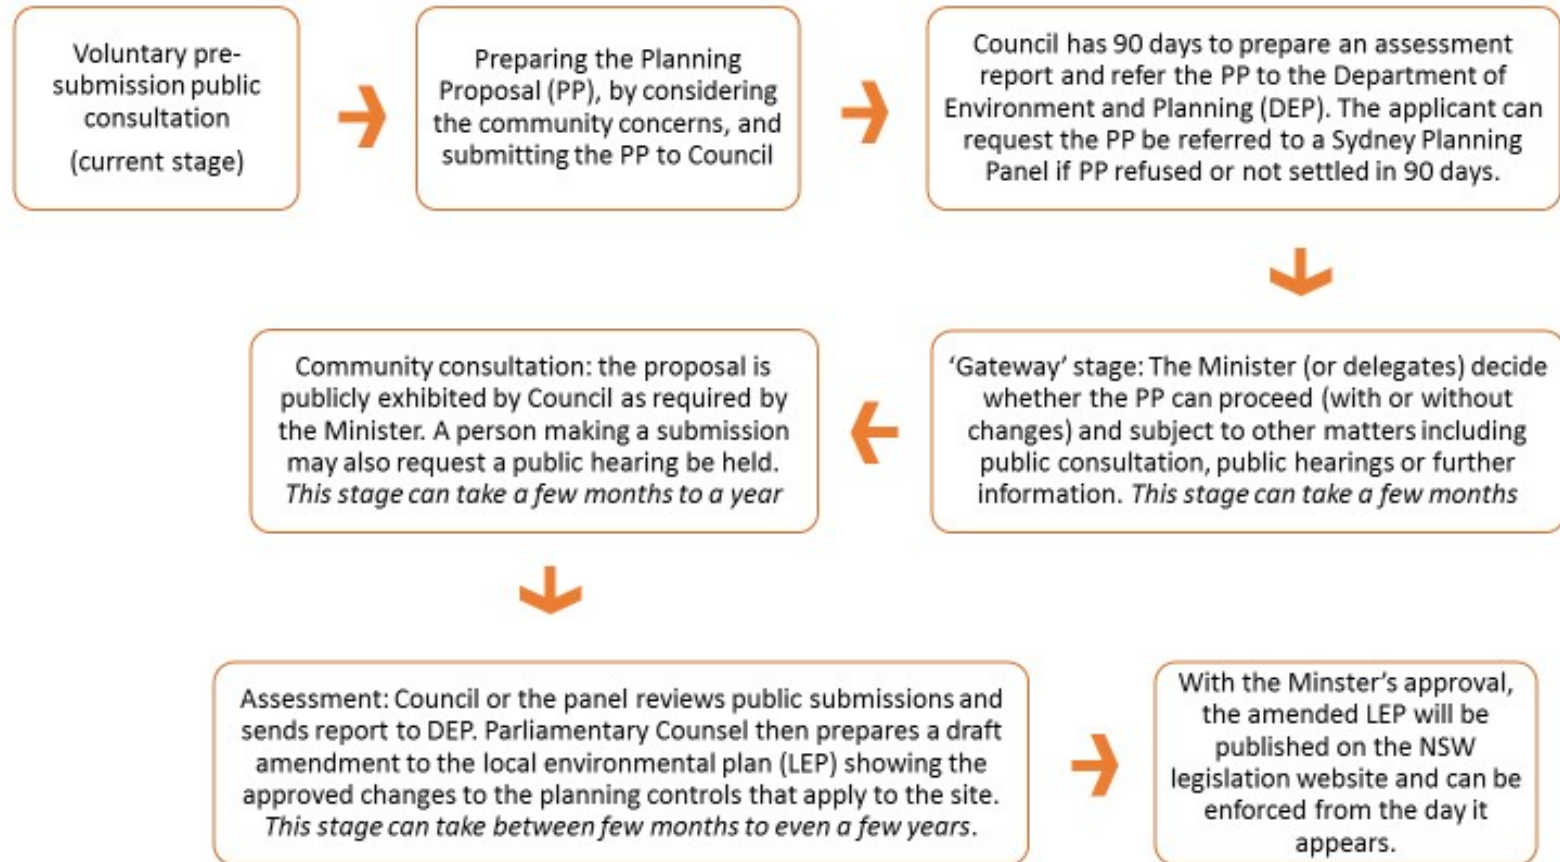 Voluntary pre-
submission public
consultation
(current stage)
Preparing the Planning
Proposal (PP), by considering
the community concerns, and
submitting the PP to Council
Council has 90 days to prepare an assessment
report and refer the PP to the Department of
Environment and Planning (DEP). The applicant can
request the PP be referred to a Sydney Planning
Panel if PP refused or not settled in 90 days.
‘Gateway’ stage: The Minister (or delegates) decide
whether the PP can proceed (with or without
changes) and subject to other matters including
public consultation, public hearings or further
information. This stage can take a few months
Community consultation: the proposal is
publicly exhibited by Council as required by
the Minister. A person making a submission
may also request a public hearing be held.
This stage can take a few months to a year
Assessment: Council or the panel reviews public submissions and
sends report to DEP. Parliamentary Counsel then prepares a draft
amendment to the local environmental plan (LEP) showing the
approved changes to the planning controls that apply to the site.
This stage can take between few months to even a few years.
With the Minster’s approval,
the amended LEP will be
published on the NSW
legislation website and can be
enforced from the day it
appears.